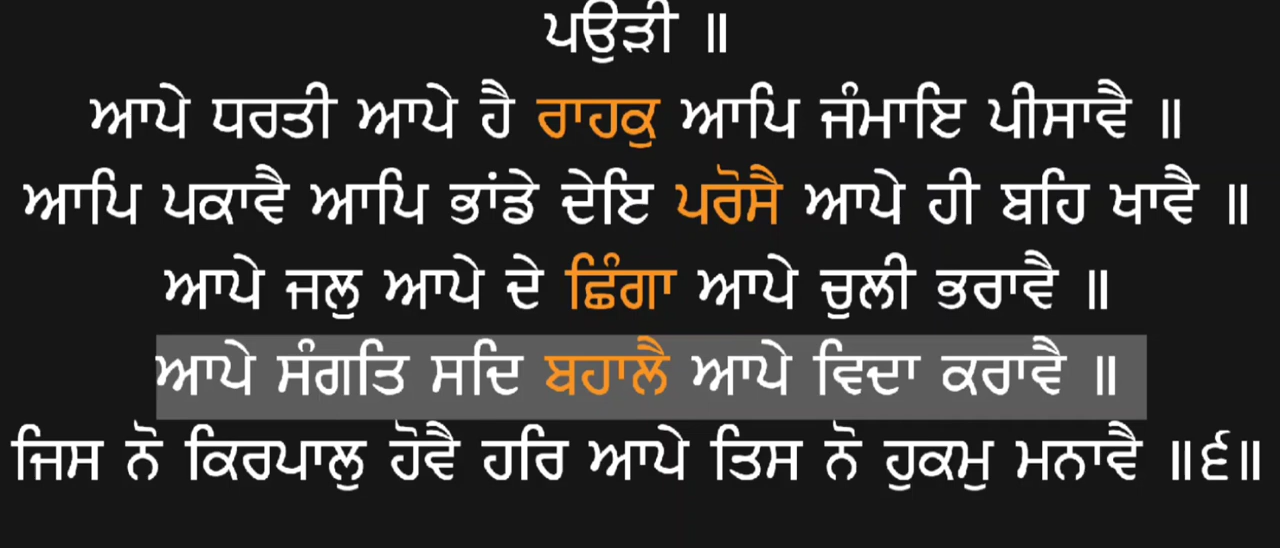 ਪਉੜੀ ॥
ਆਪੇ ਧਰਤੀ ਆਪੇ ਹੈ ਰਾਹਕੁ ਆਪਿ ਜੰਮਾਇ ਪੀਸਾਵੈ ॥
ਆਪਿ ਪਕਾਵੈ ਆਪਿ ਭਾਂਡੇ ਦੇਇ ਪਰੋਸੈ ਆਪੇ ਹੀ ਬਹਿ ਖਾਵੈ ॥
ਆਪੇ ਜਲੁ ਆਪੇ ਦੇ ਛਿੰਗਾ ਆਪੇ ਚੁਲੀ ਭਰਾਵੈ ॥
ਆਪੇ ਸੰਗਤਿ ਸਦਿ ਬਹਾਲੈ ਆਪੇ ਵਿਦਾ ਕਰਾਵੈ ॥
ਜਿਸ ਨੋ ਕਿਰਪਾਲੁ ਹੋਵੈ ਹਰਿ ਆਪੇ ਤਿਸ ਨੋ ਹੁਕਮੁ ਮਨਾਵੈ ॥੬॥